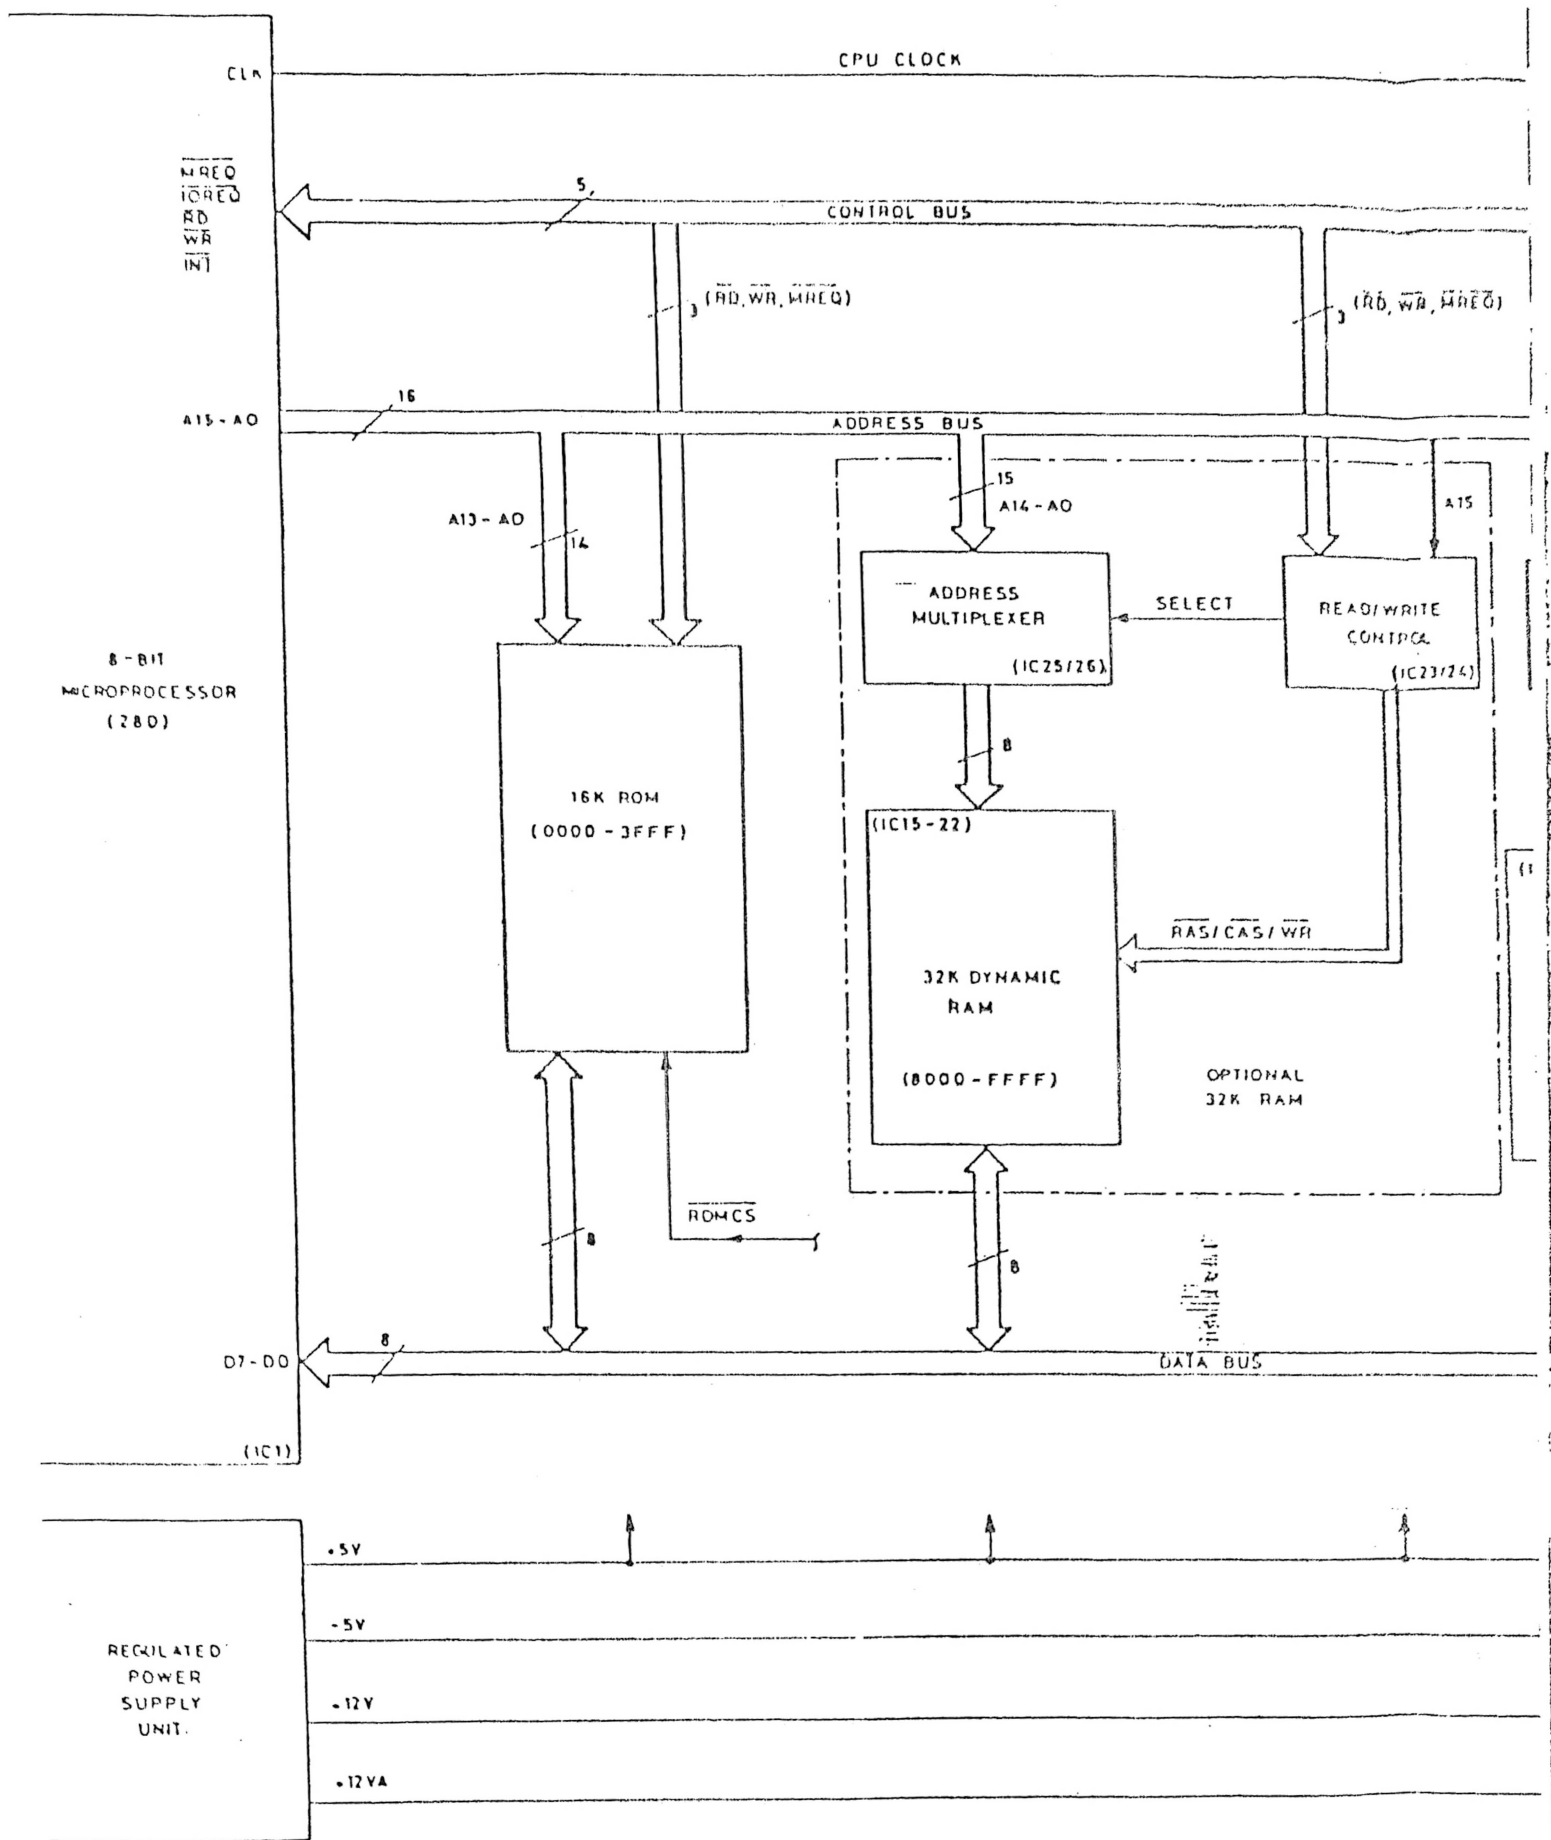 CPU CLOCK
CLK
MREQ
IOREQ
RD
WR
INT
5
CONTROL BUS
(RD, WR, MREQ)
3
(RD, WR, MREQ)
3
A15-A0
16
ADDRESS BUS
A13-A0
14
15
A14-A0
A15
ADDRESS
MULTIPLEXER
(IC25/26)
SELECT
READ/WRITE
CONTROL
(IC23/24)
8-BIT
MICROPROCESSOR
(Z80)
8
16K ROM
(0000-3FFF)
(IC15-22)
RAS/CAS/WR
32K DYNAMIC
RAM
(8000-FFFF)
OPTIONAL
32K RAM
ROMCS
8
8
D7-D0
8
DATA BUS
(IC1)
+5V
-5V
REGULATED
POWER
SUPPLY
UNIT.
+12V
+12VA